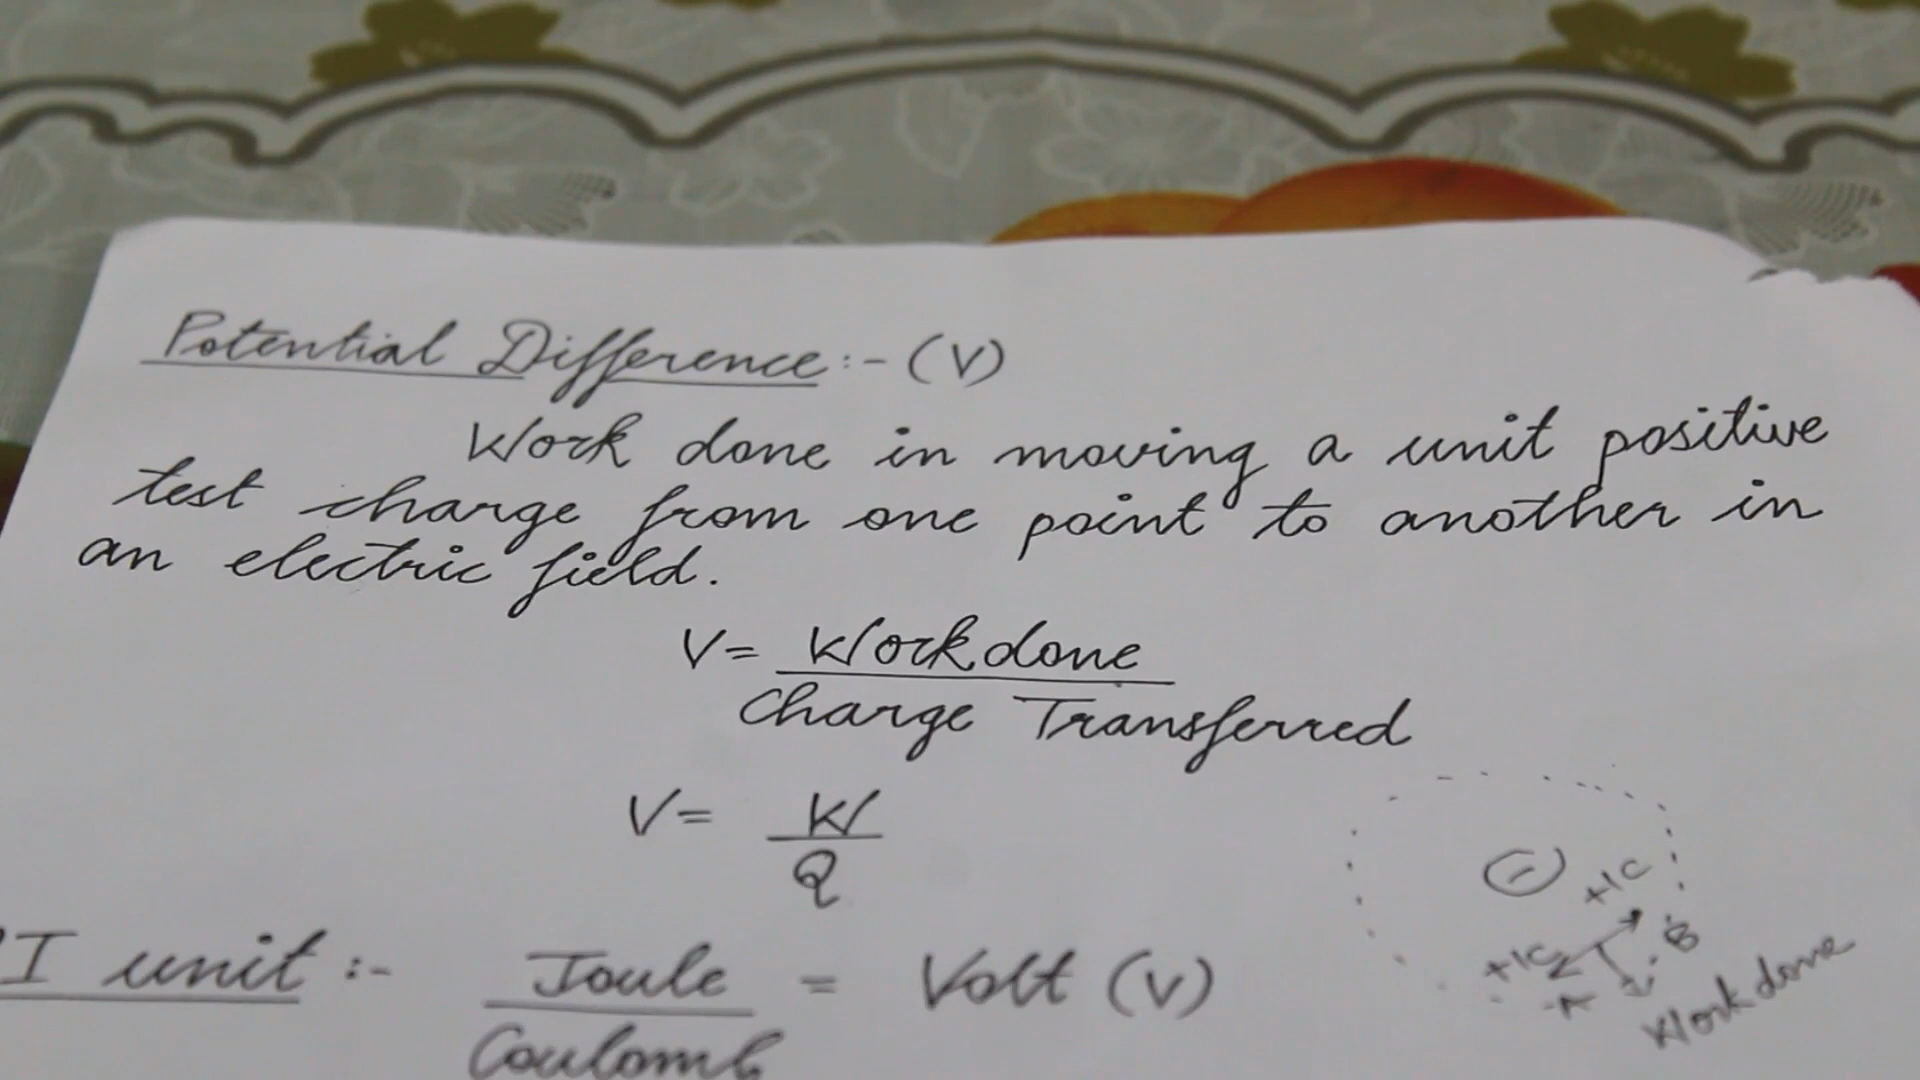 Potential Difference :- (V)
Work done in moving a unit positive
test charge from one point to another in
an electric field.
V = Work done
Charge Transferred
V = W
Q
I unit :- Joule = Volt (V)
Coulomb
-
+1C
+1C
B
A
Work done